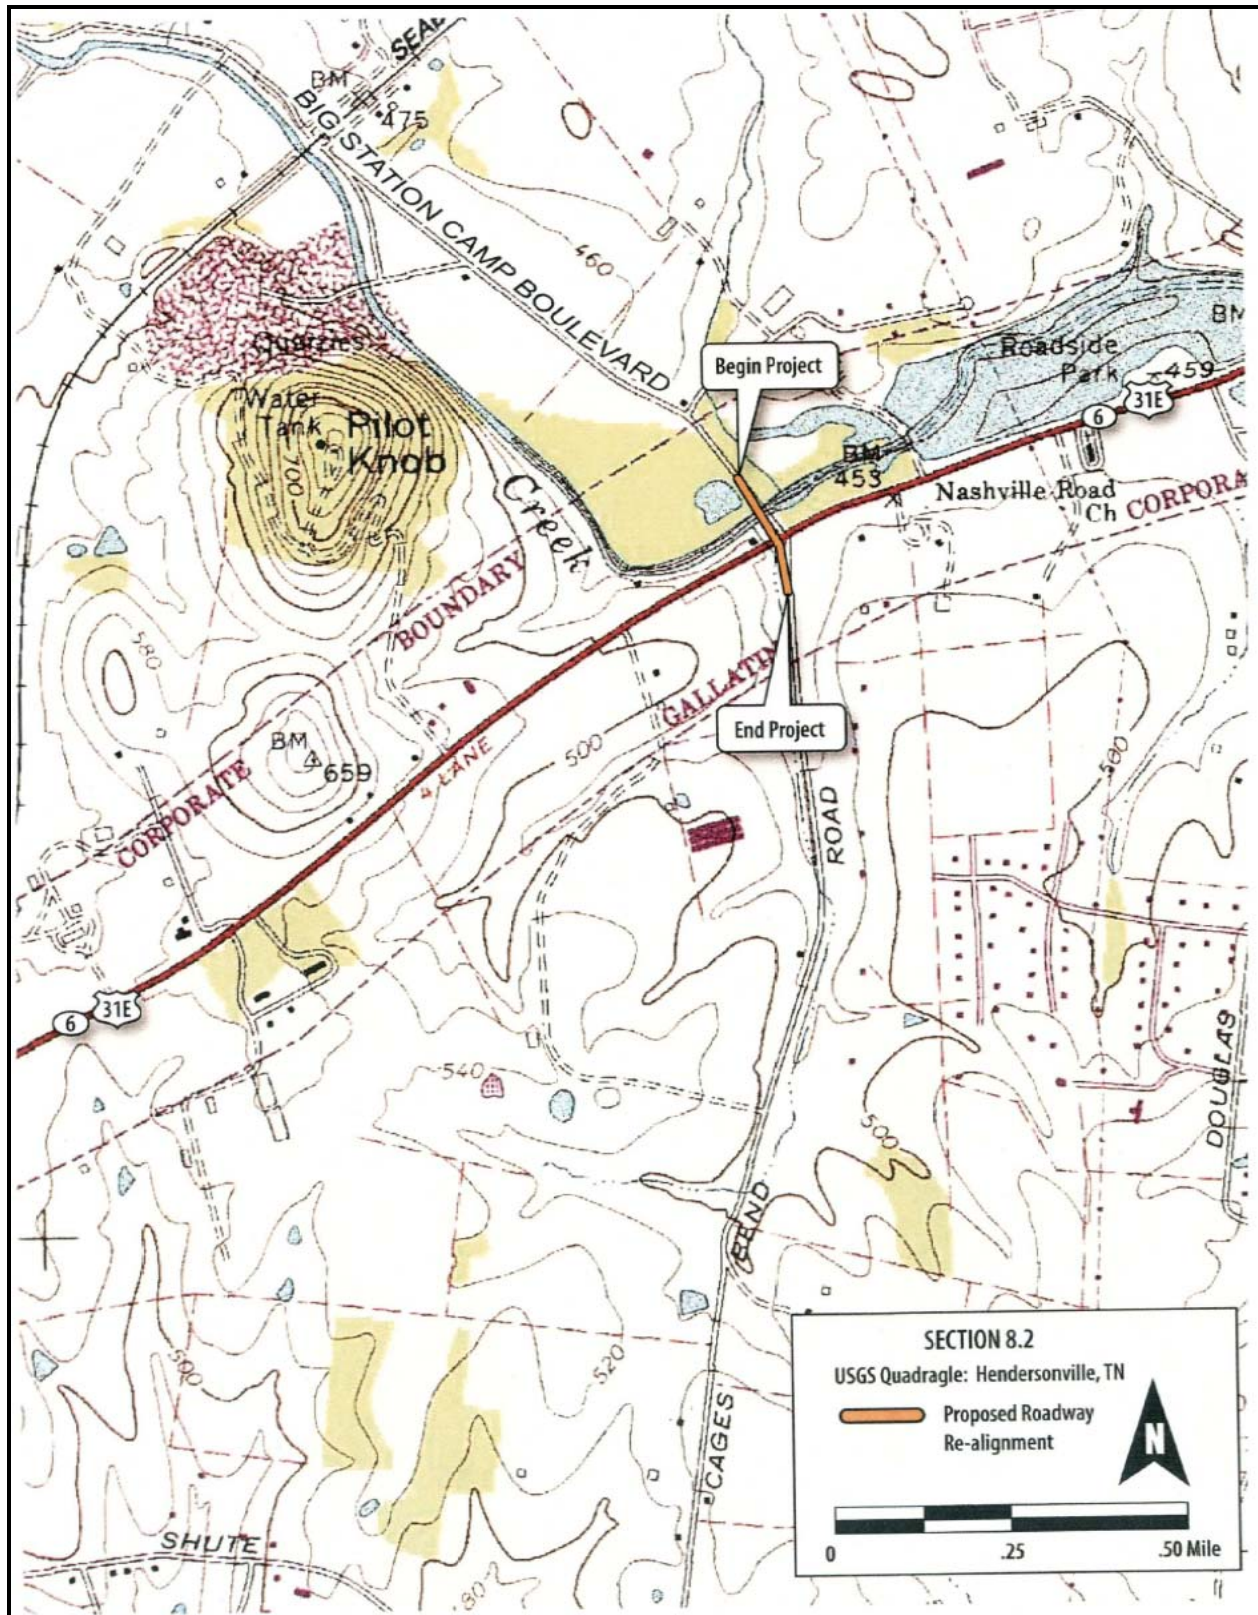 SEAB
BM
475
BIG STATION CAMP BOULEVARD
460
Quarries
Water
Tank
Pilot
Knob
700
Creek
Begin Project
Roadside
Park
BM
459
31E
6
BM
453
Nashville Road
Ch
CORPORA
CORPORATE BOUNDARY
GALLATIN
580
BM
659
4 LANE
500
End Project
500
ROAD
31E
6
540
500
DOUGLAS
BEND
500
520
CAGES
SHUTE
SECTION 8.2
USGS Quadragle: Hendersonville, TN
Proposed Roadway
Re-alignment
N
0 .25 .50 Mile